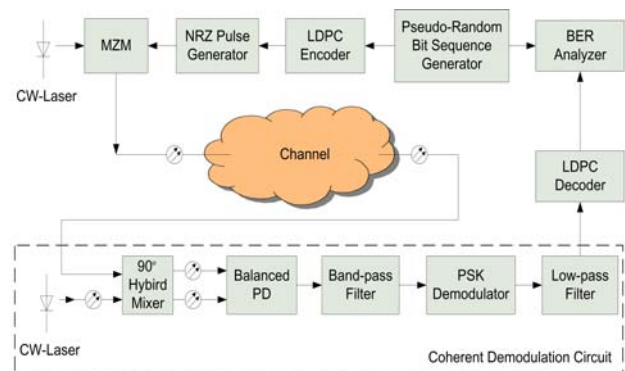 MZM
NRZ Pulse
Generator
LDPC
Encoder
Pseudo-Random
Bit Sequence
Generator
BER
Analyzer
CW-Laser
Channel
LDPC
Decoder
90°
Hybird
Mixer
Balanced
PD
Band-pass
Filter
PSK
Demodulator
Low-pass
Filter
CW-Laser
Coherent Demodulation Circuit